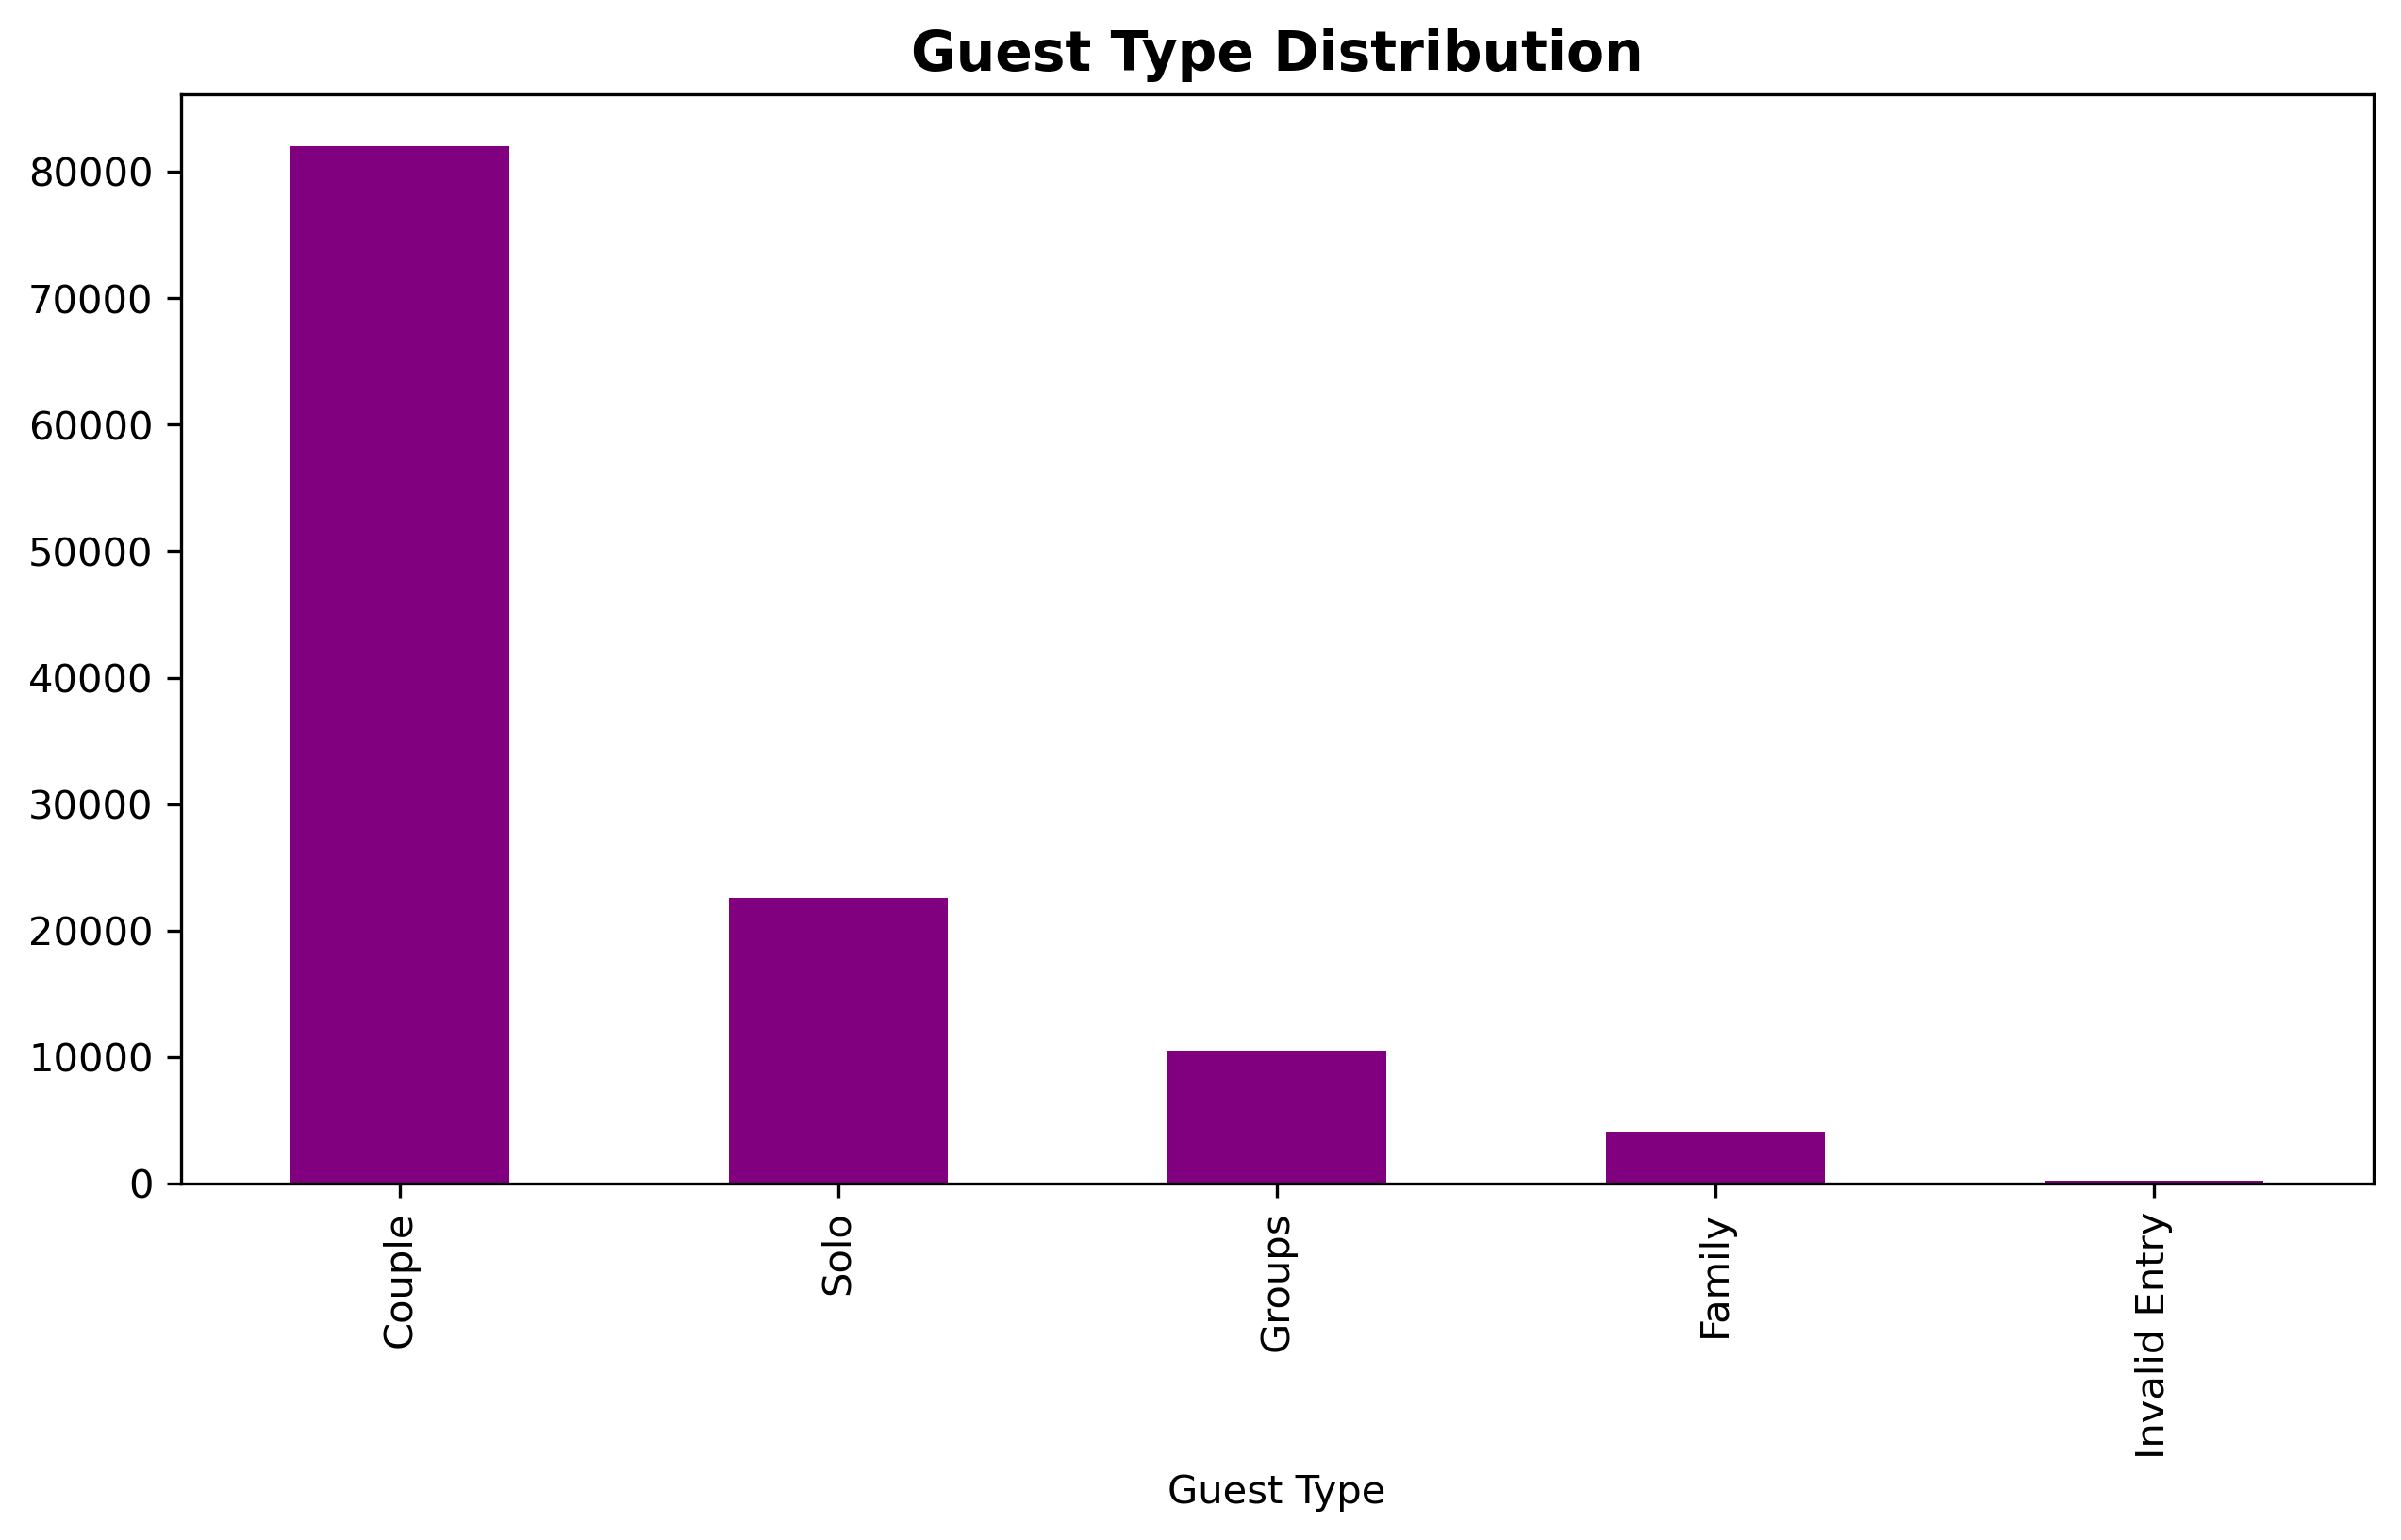 Guest Type Distribution
80000
70000
60000
50000
40000
30000
20000
10000
0
Couple
Solo
Groups
Family
Invalid Entry
Guest Type